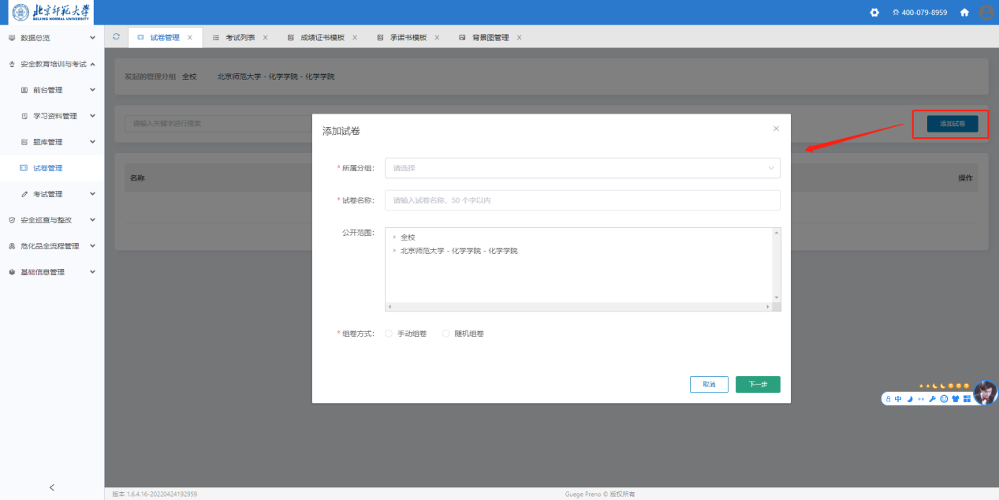 北京师范大学
BEIJING NORMAL UNIVERSITY
400-079-8959
数据总览
安全教育培训与考试
前台管理
学习资料管理
题库管理
试卷管理
考试管理
安全巡查与整改
危化品全流程管理
基础信息管理
试卷管理 考试列表 成绩证书模板 承诺书模板 背景图管理
发起的管理分组 全校 北京师范大学 - 化学学院 - 化学学院
请输入关键字进行搜索
添加试卷
名称 操作
添加试卷
* 所属分组: 请选择
* 试卷名称: 请输入试卷名称，50 个字以内
公开范围: 全校
北京师范大学 - 化学学院 - 化学学院
* 组卷方式: 手动组卷 随机组卷
取消 下一步
中
版本 1.6.4.16-20220424192959 Guege Preno © 版权所有